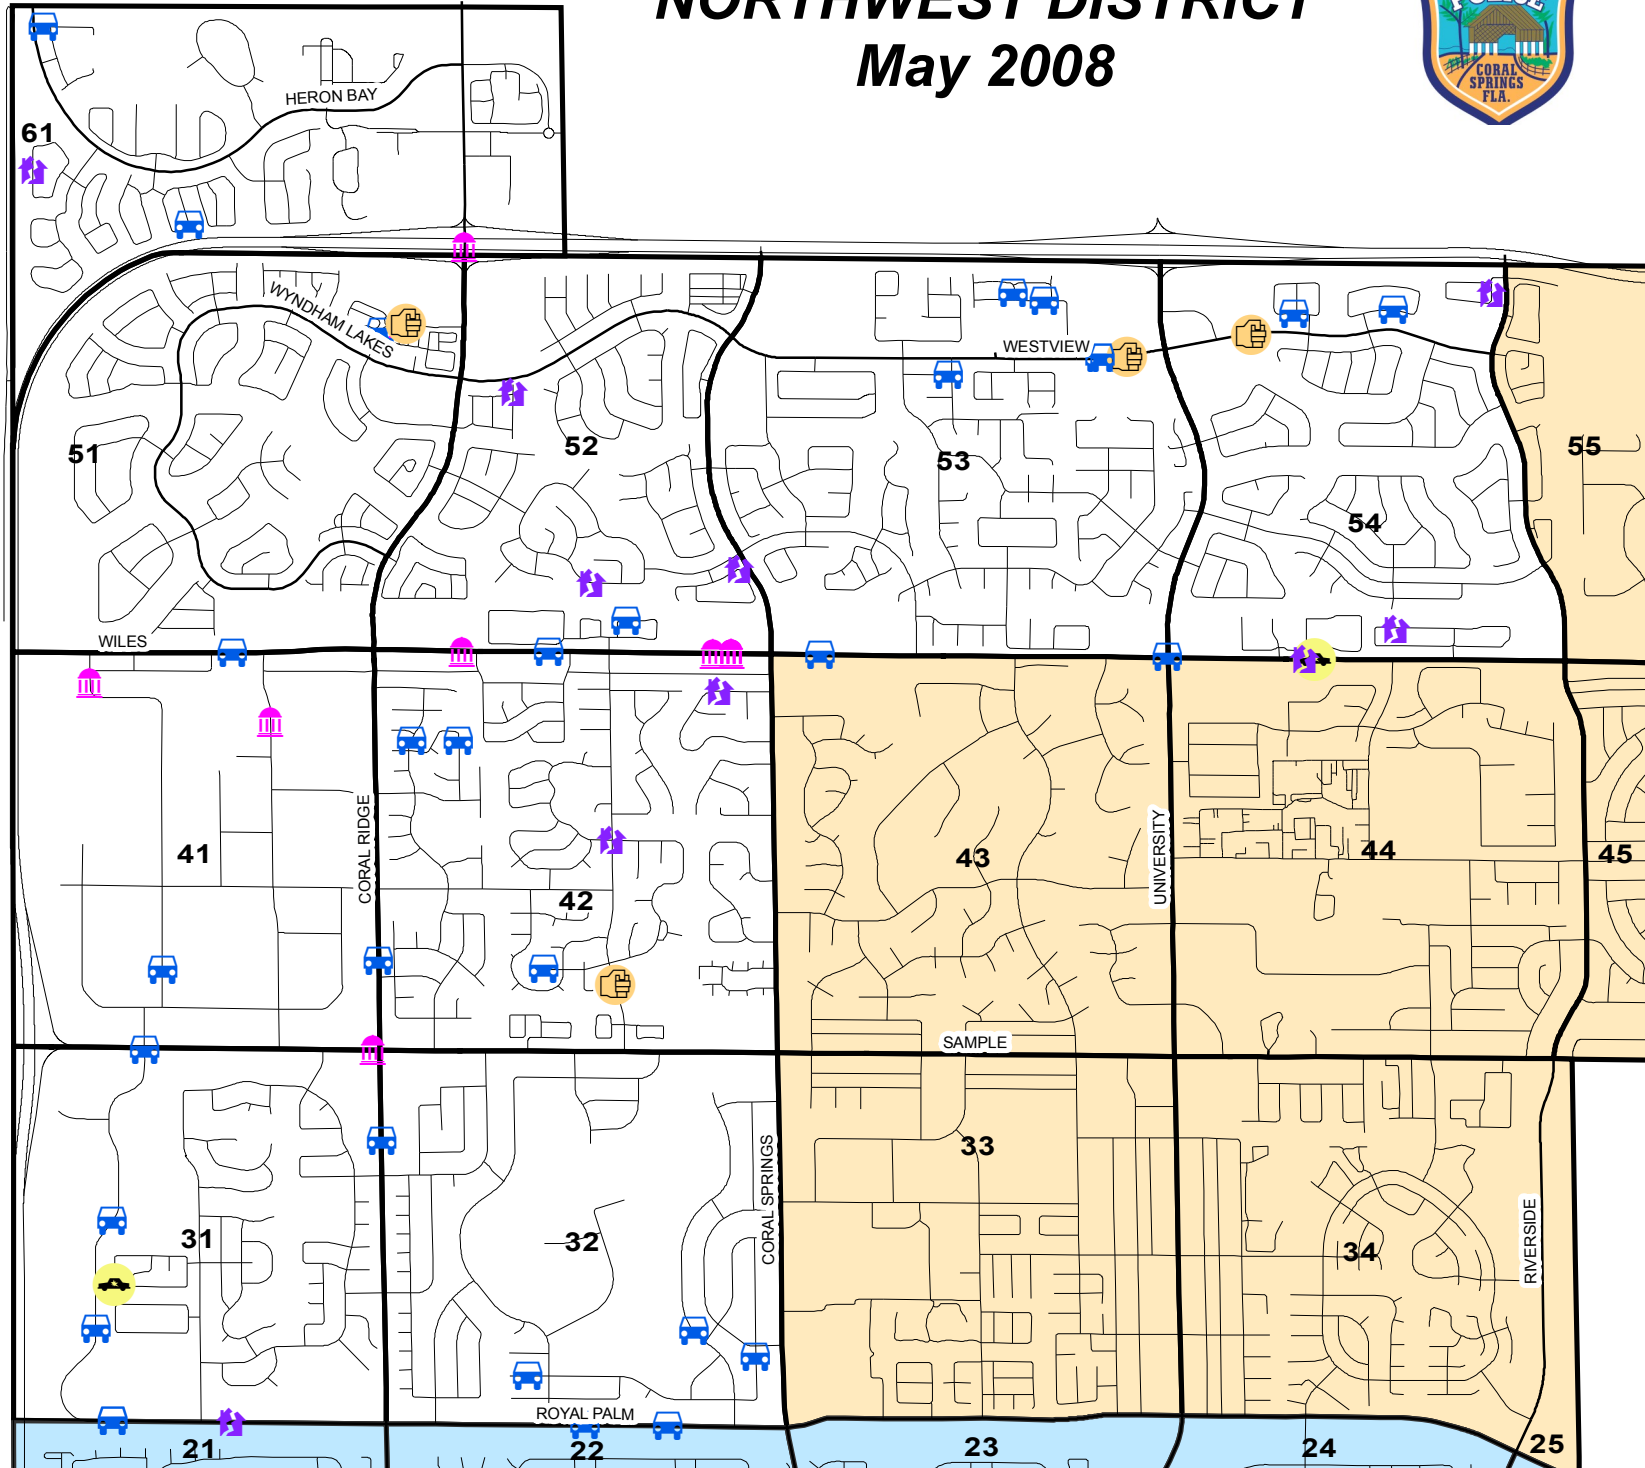 NORTHWEST DISTRICT
May 2008
POLICE
CORAL
SPRINGS
FLA.
HERON BAY
61
WYNDHAM LAKES
WESTVIEW
51
52
53
54
55
WILES
CORAL RIDGE
UNIVERSITY
41
42
43
44
45
SAMPLE
CORAL SPRINGS
RIVERSIDE
31
32
33
34
ROYAL PALM
21
22
23
24
25